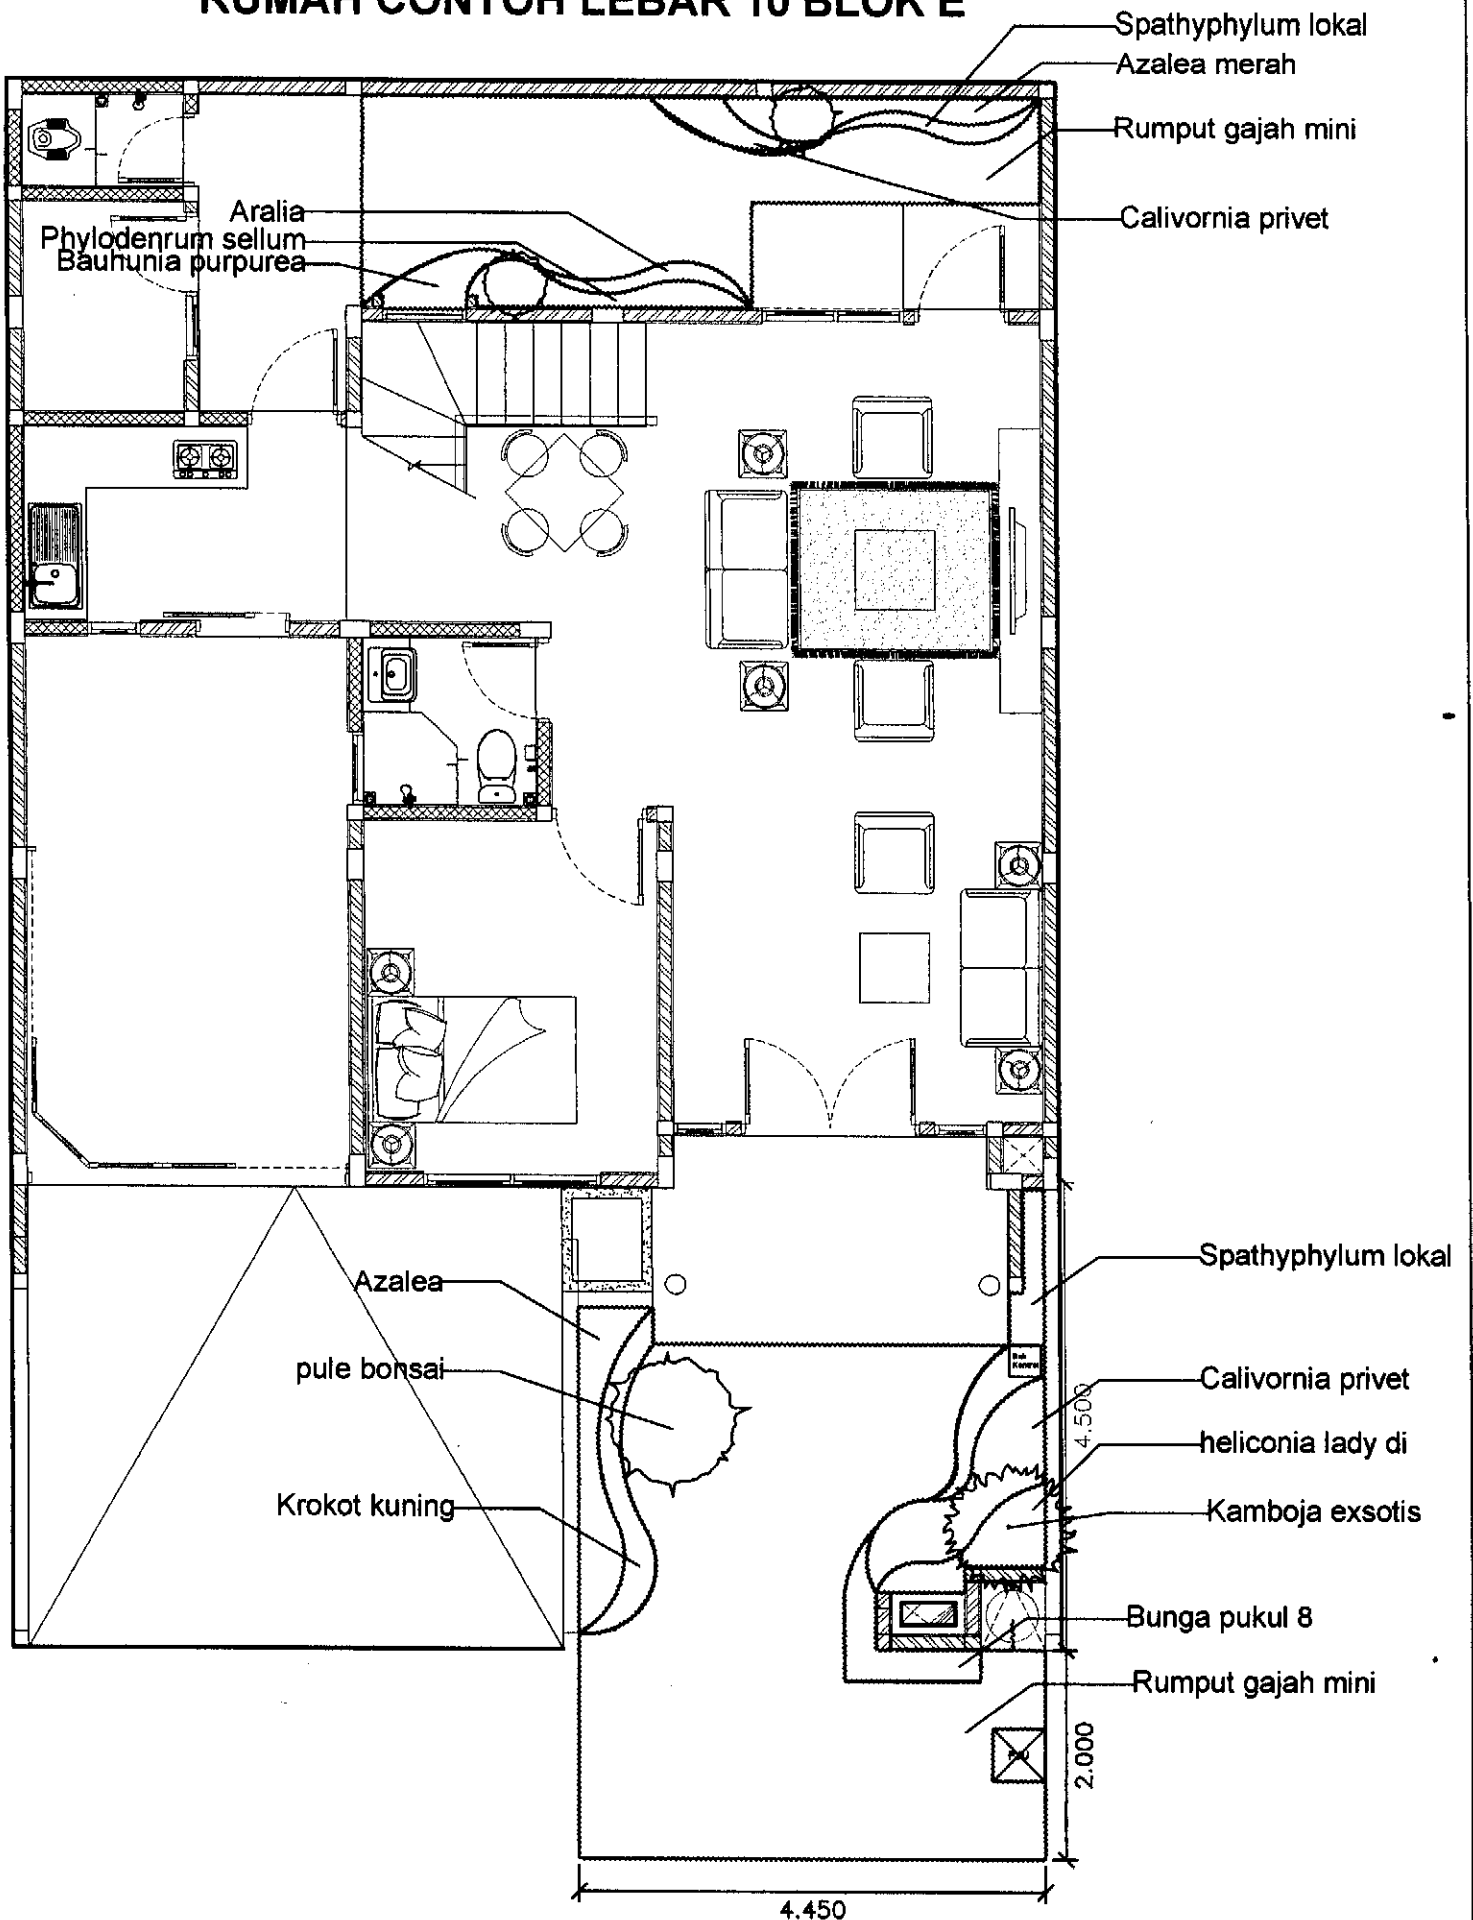 RUMAH CONTOH LEBAR 10 BLOK E
Spathyphylum lokal
Azalea merah
Rumput gajah mini
Calivornia privet
Aralia
Phylodenrum sellum
Bauhunia purpurea
Spathyphylum lokal
Azalea
pule bonsai
Bak
Kontrol
Calivornia privet
4.500
heliconia lady di
Krokot kuning
Kamboja exsotis
Bunga pukul 8
Rumput gajah mini
2.000
4.450